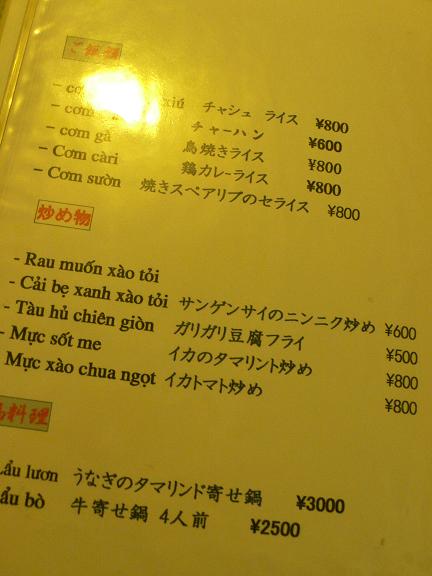 ご飯類
- cơ xiú チャシュ ライス ¥800
- cơm チャーハン ¥600
- cơm gà 鳥焼きライス ¥800
- Cơm càri 鶏カレーライス ¥800
- Cơm sườn 焼きスペアリブのセライス ¥800
炒め物
- Rau muốn xào tỏi
- Cải bẹ xanh xào tỏi サンゲンサイのニンニク炒め ¥600
- Tàu hủ chiên giòn ガリガリ豆腐フライ ¥500
- Mực sốt me イカのタマリント炒め ¥800
Mực xào chua ngọt イカトマト炒め ¥800
料理
Lẩu lươn うなぎのタマリンド寄せ鍋 ¥3000
ẩu bò 牛寄せ鍋 4人前 ¥2500